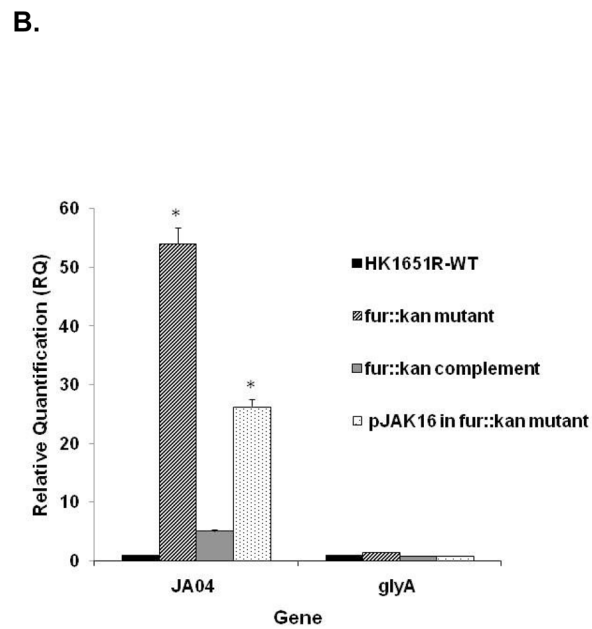 B.
Relative Quantification (RQ)
60
50
40
30
20
10
0
*
*
HK1651R-WT
fur::kan mutant
fur::kan complement
pJAK16 in fur::kan mutant
JA04
glyA
Gene